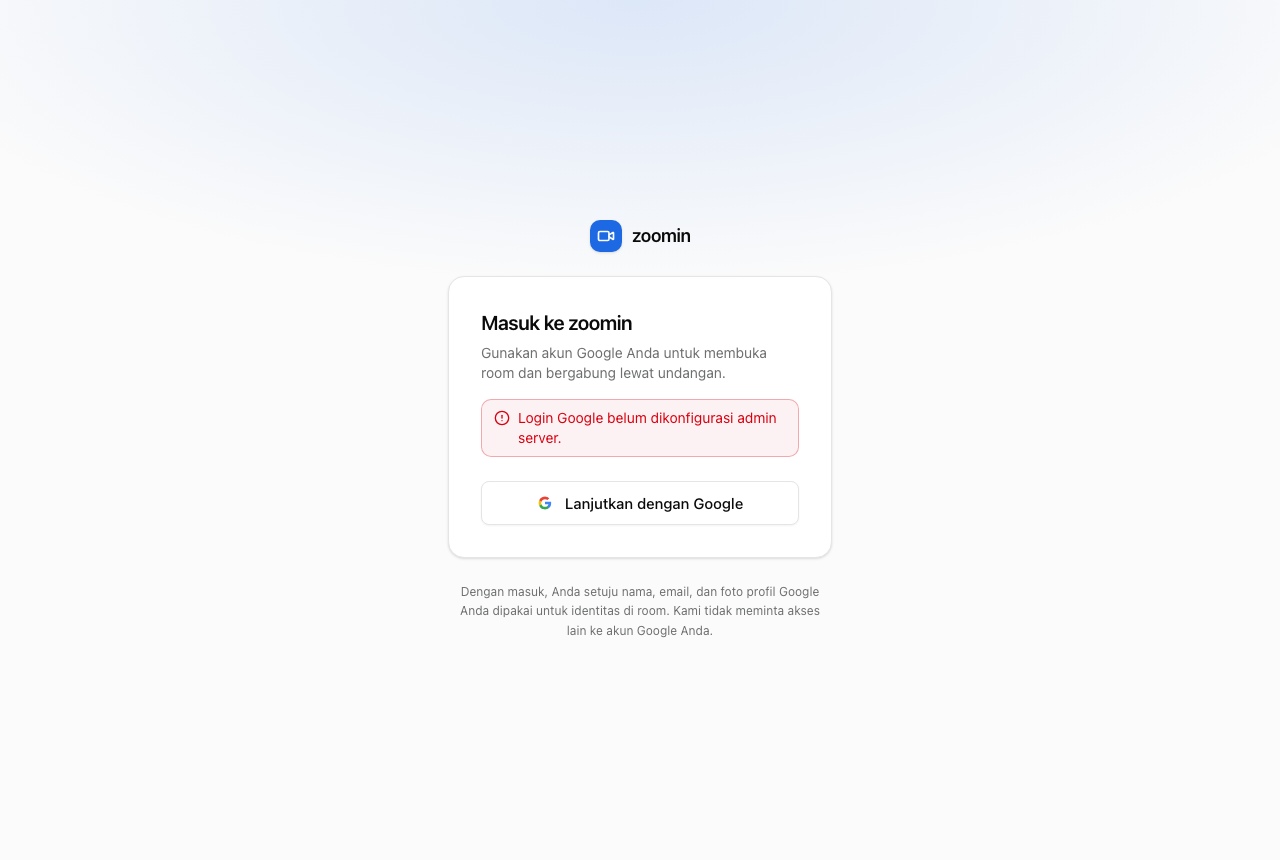 zoomin
Masuk ke zoomin
Gunakan akun Google Anda untuk membuka
room dan bergabung lewat undangan.
Login Google belum dikonfigurasi admin
server.
Lanjutkan dengan Google
Dengan masuk, Anda setuju nama, email, dan foto profil Google
Anda dipakai untuk identitas di room. Kami tidak meminta akses
lain ke akun Google Anda.